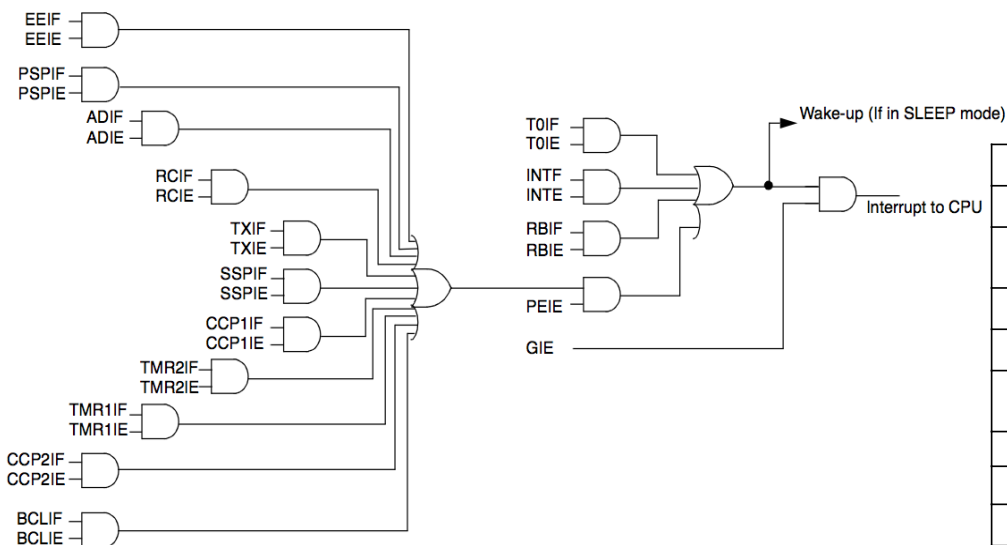 EEIF
EEIE
PSPIF
PSPIE
ADIF
ADIE
RCIF
RCIE
TXIF
TXIE
SSPIF
SSPIE
CCP1IF
CCP1IE
TMR2IF
TMR2IE
TMR1IF
TMR1IE
CCP2IF
CCP2IE
BCLIF
BCLIE
T0IF
T0IE
INTF
INTE
RBIF
RBIE
PEIE
GIE
Wake-up (If in SLEEP mode)
Interrupt to CPU